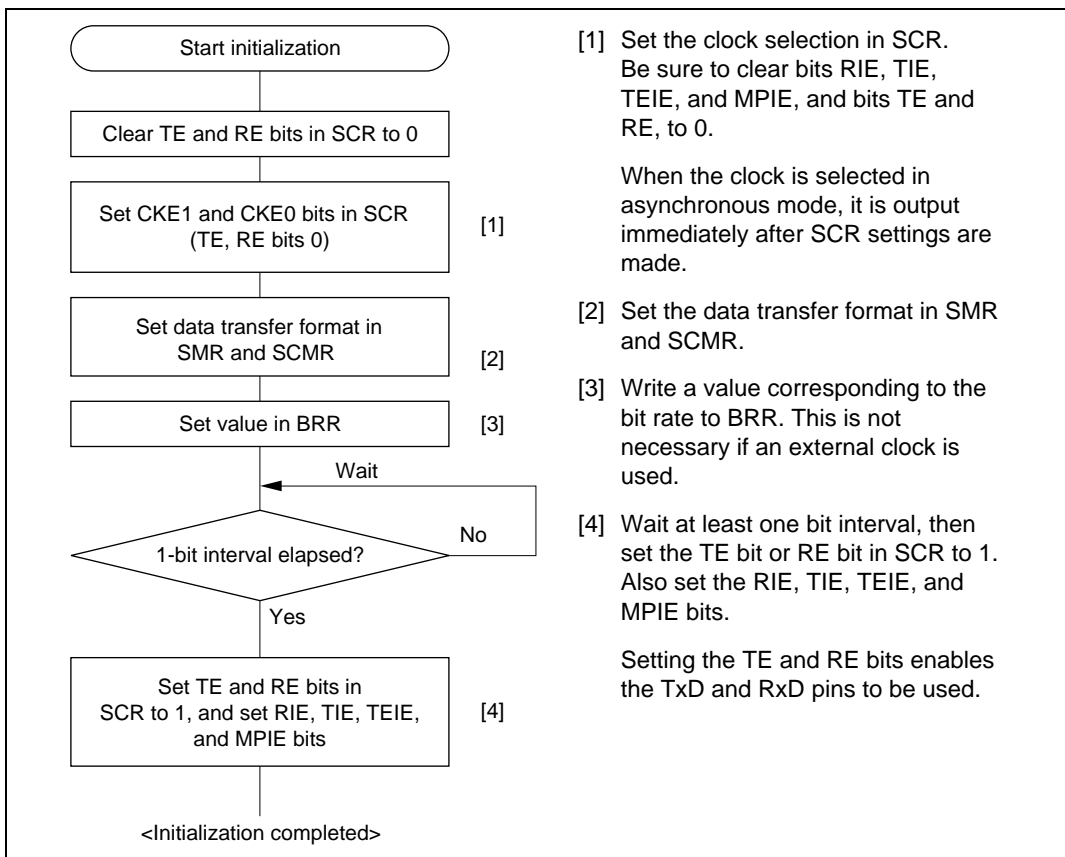 Start initialization
Clear TE and RE bits in SCR to 0
Set CKE1 and CKE0 bits in SCR
(TE, RE bits 0)
[1]
Set data transfer format in
SMR and SCMR
[2]
Set value in BRR
[3]
Wait
1-bit interval elapsed?
No
Yes
Set TE and RE bits in
SCR to 1, and set RIE, TIE, TEIE,
and MPIE bits
[4]
<Initialization completed>
[1] Set the clock selection in SCR.
Be sure to clear bits RIE, TIE,
TEIE, and MPIE, and bits TE and
RE, to 0.
When the clock is selected in
asynchronous mode, it is output
immediately after SCR settings are
made.
[2] Set the data transfer format in SMR
and SCMR.
[3] Write a value corresponding to the
bit rate to BRR. This is not
necessary if an external clock is
used.
[4] Wait at least one bit interval, then
set the TE bit or RE bit in SCR to 1.
Also set the RIE, TIE, TEIE, and
MPIE bits.
Setting the TE and RE bits enables
the TxD and RxD pins to be used.